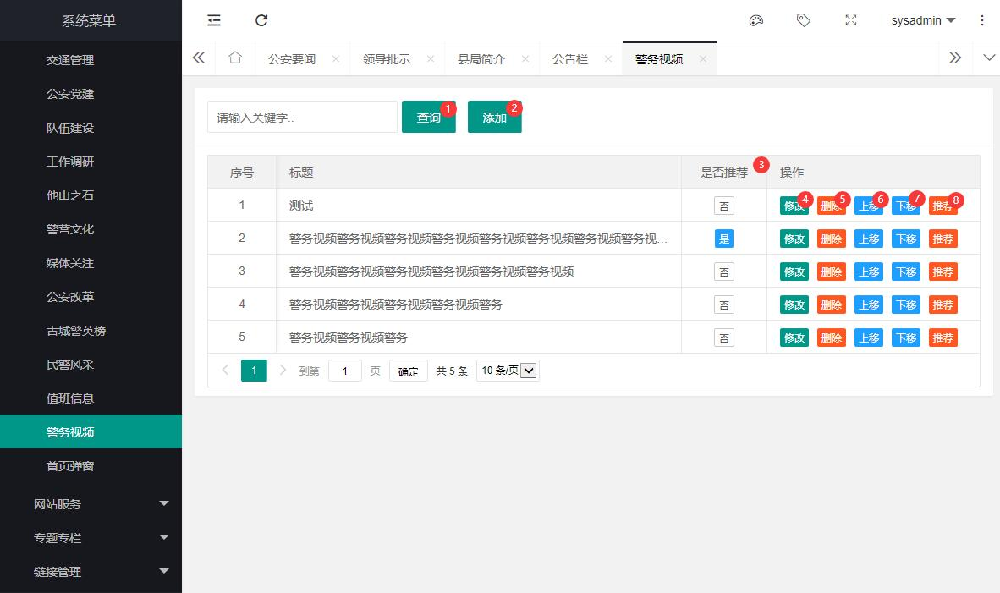 系统菜单
交通管理
公安党建
队伍建设
工作调研
他山之石
警营文化
媒体关注
公安改革
古城警英榜
民警风采
值班信息
警务视频
首页弹窗
网站服务
专题专栏
链接管理
sysadmin
公安要闻 领导批示 县局简介 公告栏 警务视频
请输入关键字.. 查询 1 添加 2
序号 标题 是否推荐 3 操作
1 测试 否 修改 4 删除 5 上移 6 下移 7 推荐 8
2 警务视频警务视频警务视频警务视频警务视频警务视频警务视频警务视... 是 修改 删除 上移 下移 推荐
3 警务视频警务视频警务视频警务视频警务视频警务视频 否 修改 删除 上移 下移 推荐
4 警务视频警务视频警务视频警务视频警务 否 修改 删除 上移 下移 推荐
5 警务视频警务视频警务 否 修改 删除 上移 下移 推荐
1 到第 1 页 确定 共 5 条 10 条/页